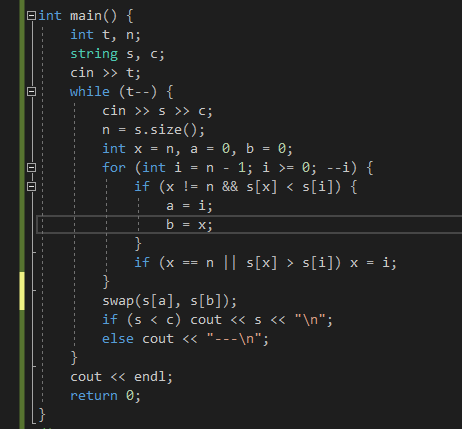 int main() {
    int t, n;
    string s, c;
    cin >> t;
    while (t--) {
        cin >> s >> c;
        n = s.size();
        int x = n, a = 0, b = 0;
        for (int i = n - 1; i >= 0; --i) {
            if (x != n && s[x] < s[i]) {
                a = i;
                b = x;
            }
            if (x == n || s[x] > s[i]) x = i;
        }
        swap(s[a], s[b]);
        if (s < c) cout << s << "\n";
        else cout << "---\n";
    }
    cout << endl;
    return 0;
}